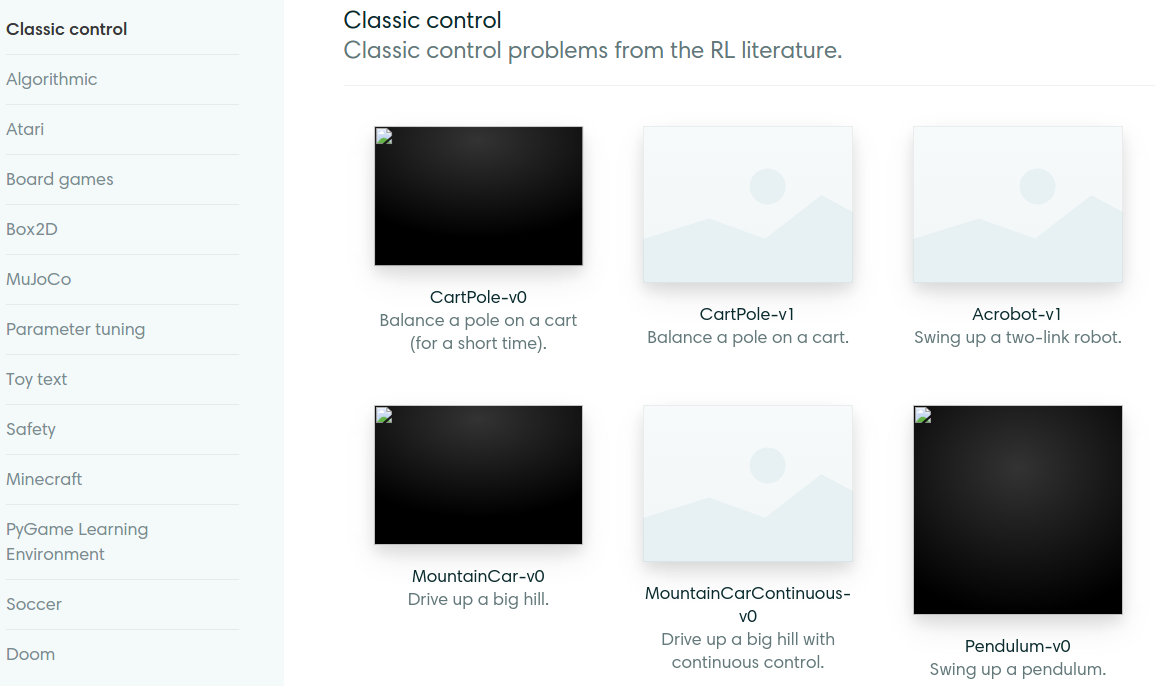 Classic control
Algorithmic
Atari
Board games
Box2D
MuJoCo
Parameter tuning
Toy text
Safety
Minecraft
PyGame Learning
Environment
Soccer
Doom
Classic control
Classic control problems from the RL literature.
CartPole-v0
Balance a pole on a cart
(for a short time).
CartPole-v1
Balance a pole on a cart.
Acrobot-v1
Swing up a two-link robot.
MountainCar-v0
Drive up a big hill.
MountainCarContinuous-
v0
Drive up a big hill with
continuous control.
Pendulum-v0
Swing up a pendulum.